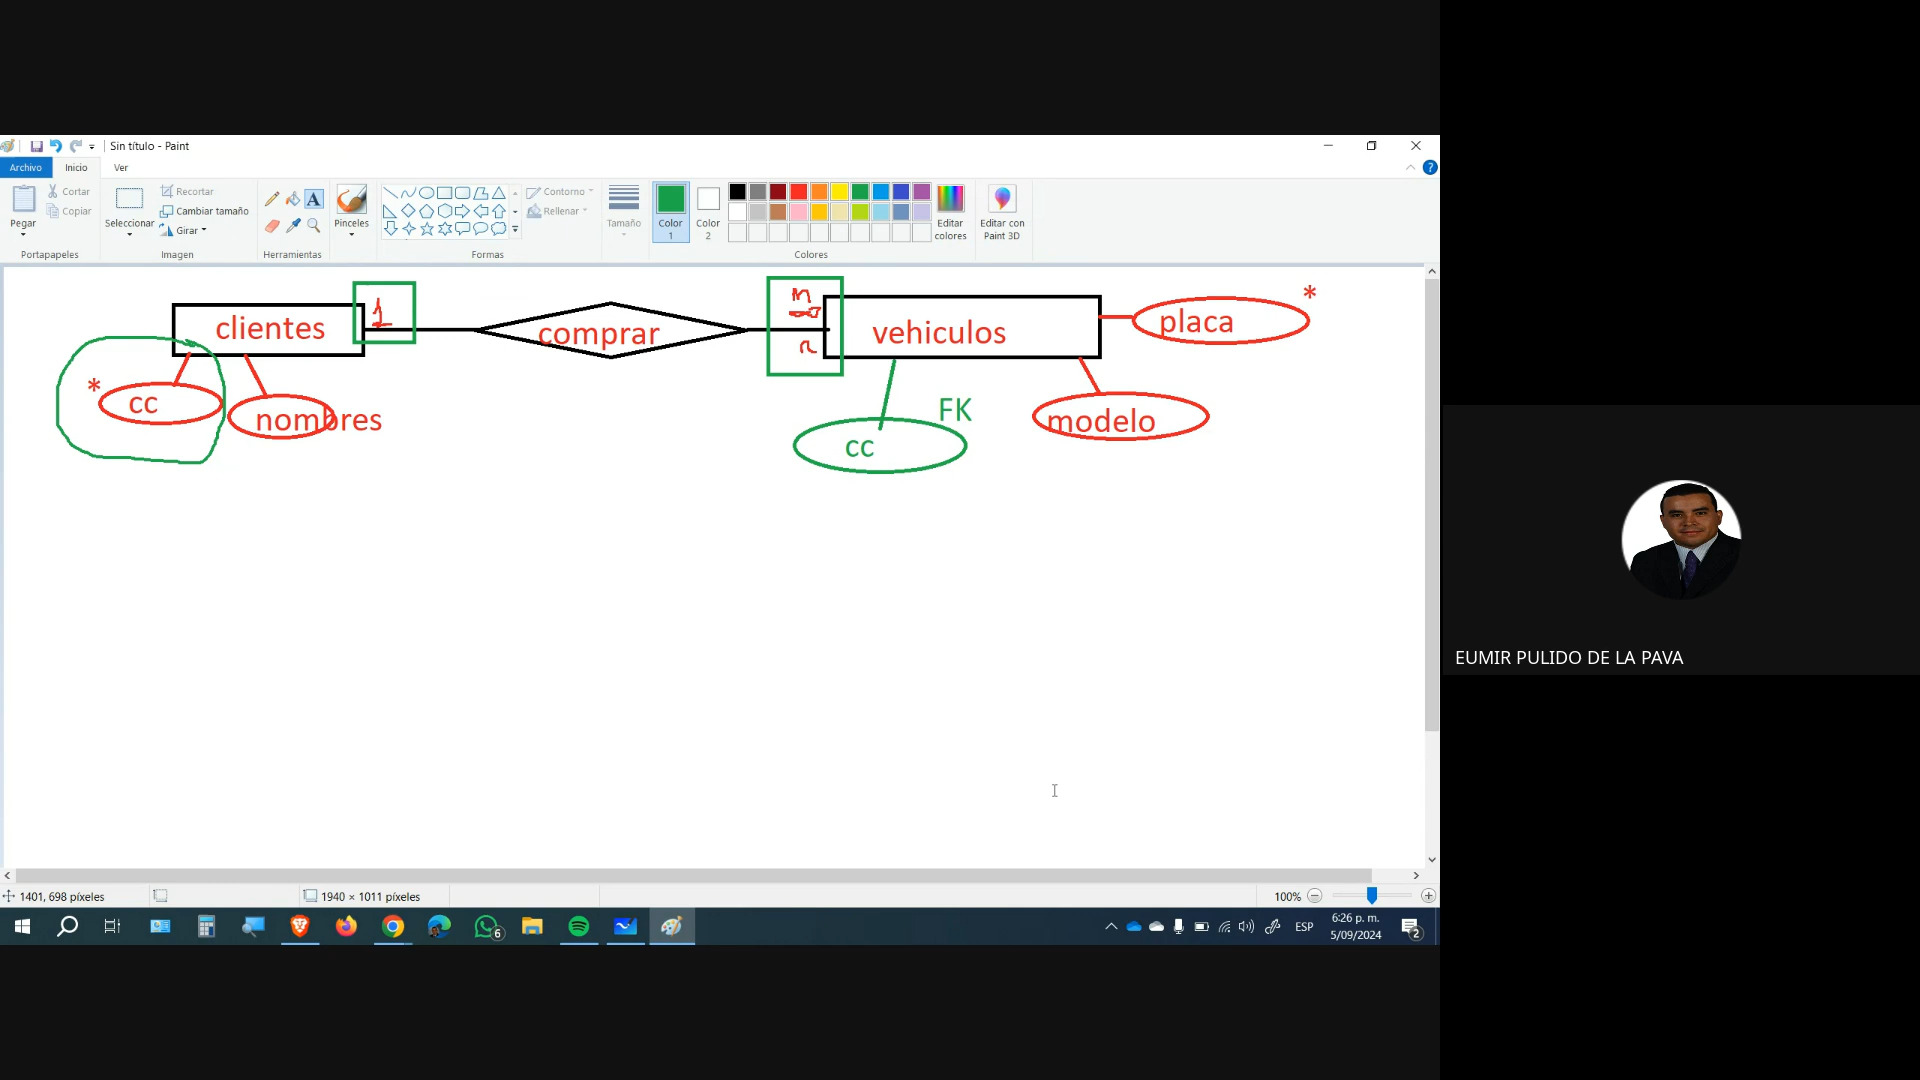 Sin título - Paint
Archivo Inicio Ver
Pegar
Cortar
Copiar
Portapapeles
Seleccionar
Recortar
Cambiar tamaño
Girar
Imagen
A
Herramientas
Pinceles
Formas
Contorno
Rellenar
Tamaño
Color 1
Color 2
Editar colores
Editar con Paint 3D
Colores
clientes
1
comprar
m
n
vehiculos
placa
*
*
cc
nombres
cc
FK
modelo
EUMIR PULIDO DE LA PAVA
1401, 698 píxeles
1940 × 1011 píxeles
100%
6
ESP
6:26 p. m.
5/09/2024
2